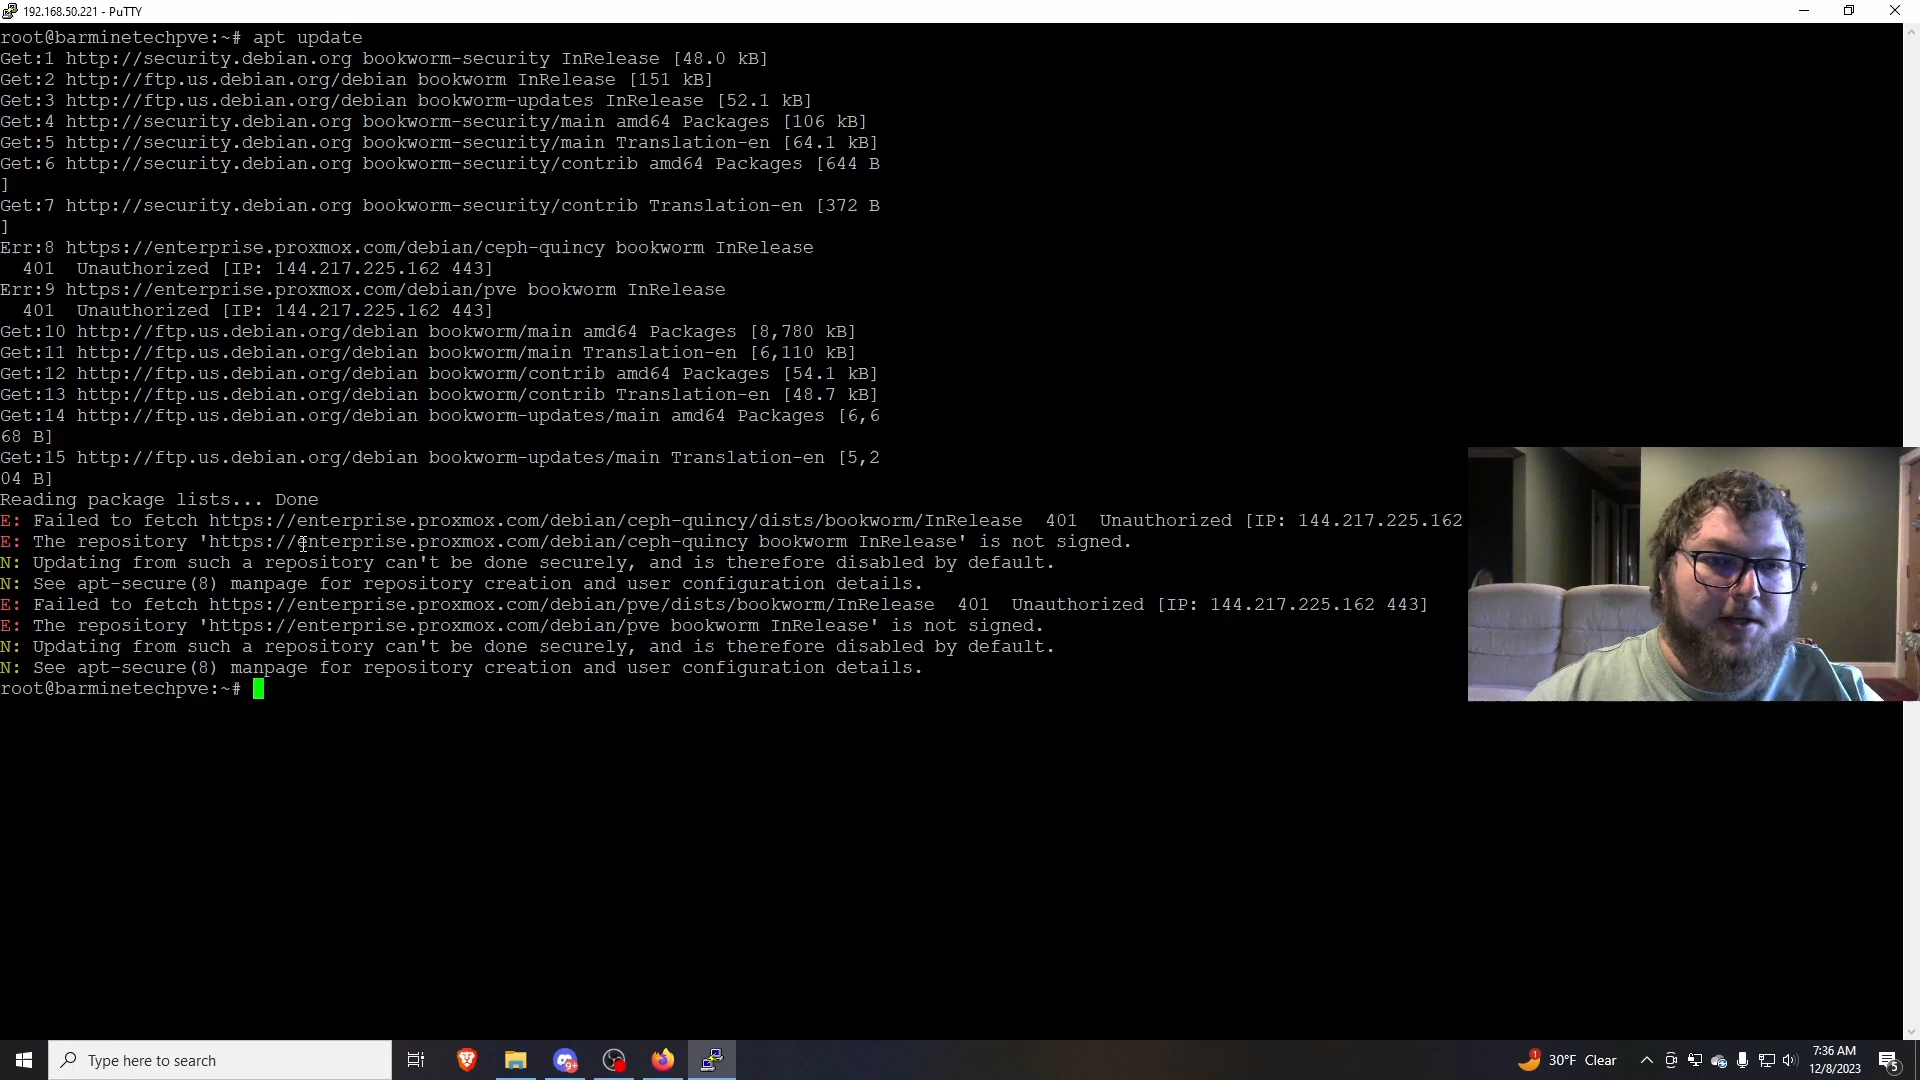 192.168.50.221 - PuTTY
root@barminetechpve:~# apt update
Get:1 http://security.debian.org bookworm-security InRelease [48.0 kB]
Get:2 http://ftp.us.debian.org/debian bookworm InRelease [151 kB]
Get:3 http://ftp.us.debian.org/debian bookworm-updates InRelease [52.1 kB]
Get:4 http://security.debian.org bookworm-security/main amd64 Packages [106 kB]
Get:5 http://security.debian.org bookworm-security/main Translation-en [64.1 kB]
Get:6 http://security.debian.org bookworm-security/contrib amd64 Packages [644 B
]
Get:7 http://security.debian.org bookworm-security/contrib Translation-en [372 B
]
Err:8 https://enterprise.proxmox.com/debian/ceph-quincy bookworm InRelease
  401  Unauthorized [IP: 144.217.225.162 443]
Err:9 https://enterprise.proxmox.com/debian/pve bookworm InRelease
  401  Unauthorized [IP: 144.217.225.162 443]
Get:10 http://ftp.us.debian.org/debian bookworm/main amd64 Packages [8,780 kB]
Get:11 http://ftp.us.debian.org/debian bookworm/main Translation-en [6,110 kB]
Get:12 http://ftp.us.debian.org/debian bookworm/contrib amd64 Packages [54.1 kB]
Get:13 http://ftp.us.debian.org/debian bookworm/contrib Translation-en [48.7 kB]
Get:14 http://ftp.us.debian.org/debian bookworm-updates/main amd64 Packages [6,6
68 B]
Get:15 http://ftp.us.debian.org/debian bookworm-updates/main Translation-en [5,2
04 B]
Reading package lists... Done
E: Failed to fetch https://enterprise.proxmox.com/debian/ceph-quincy/dists/bookworm/InRelease  401  Unauthorized [IP: 144.217.225.162
E: The repository 'https://enterprise.proxmox.com/debian/ceph-quincy bookworm InRelease' is not signed.
N: Updating from such a repository can't be done securely, and is therefore disabled by default.
N: See apt-secure(8) manpage for repository creation and user configuration details.
E: Failed to fetch https://enterprise.proxmox.com/debian/pve/dists/bookworm/InRelease  401  Unauthorized [IP: 144.217.225.162 443]
E: The repository 'https://enterprise.proxmox.com/debian/pve bookworm InRelease' is not signed.
N: Updating from such a repository can't be done securely, and is therefore disabled by default.
N: See apt-secure(8) manpage for repository creation and user configuration details.
root@barminetechpve:~#
Type here to search
9+
1
30°F Clear
7:36 AM
12/8/2023
5